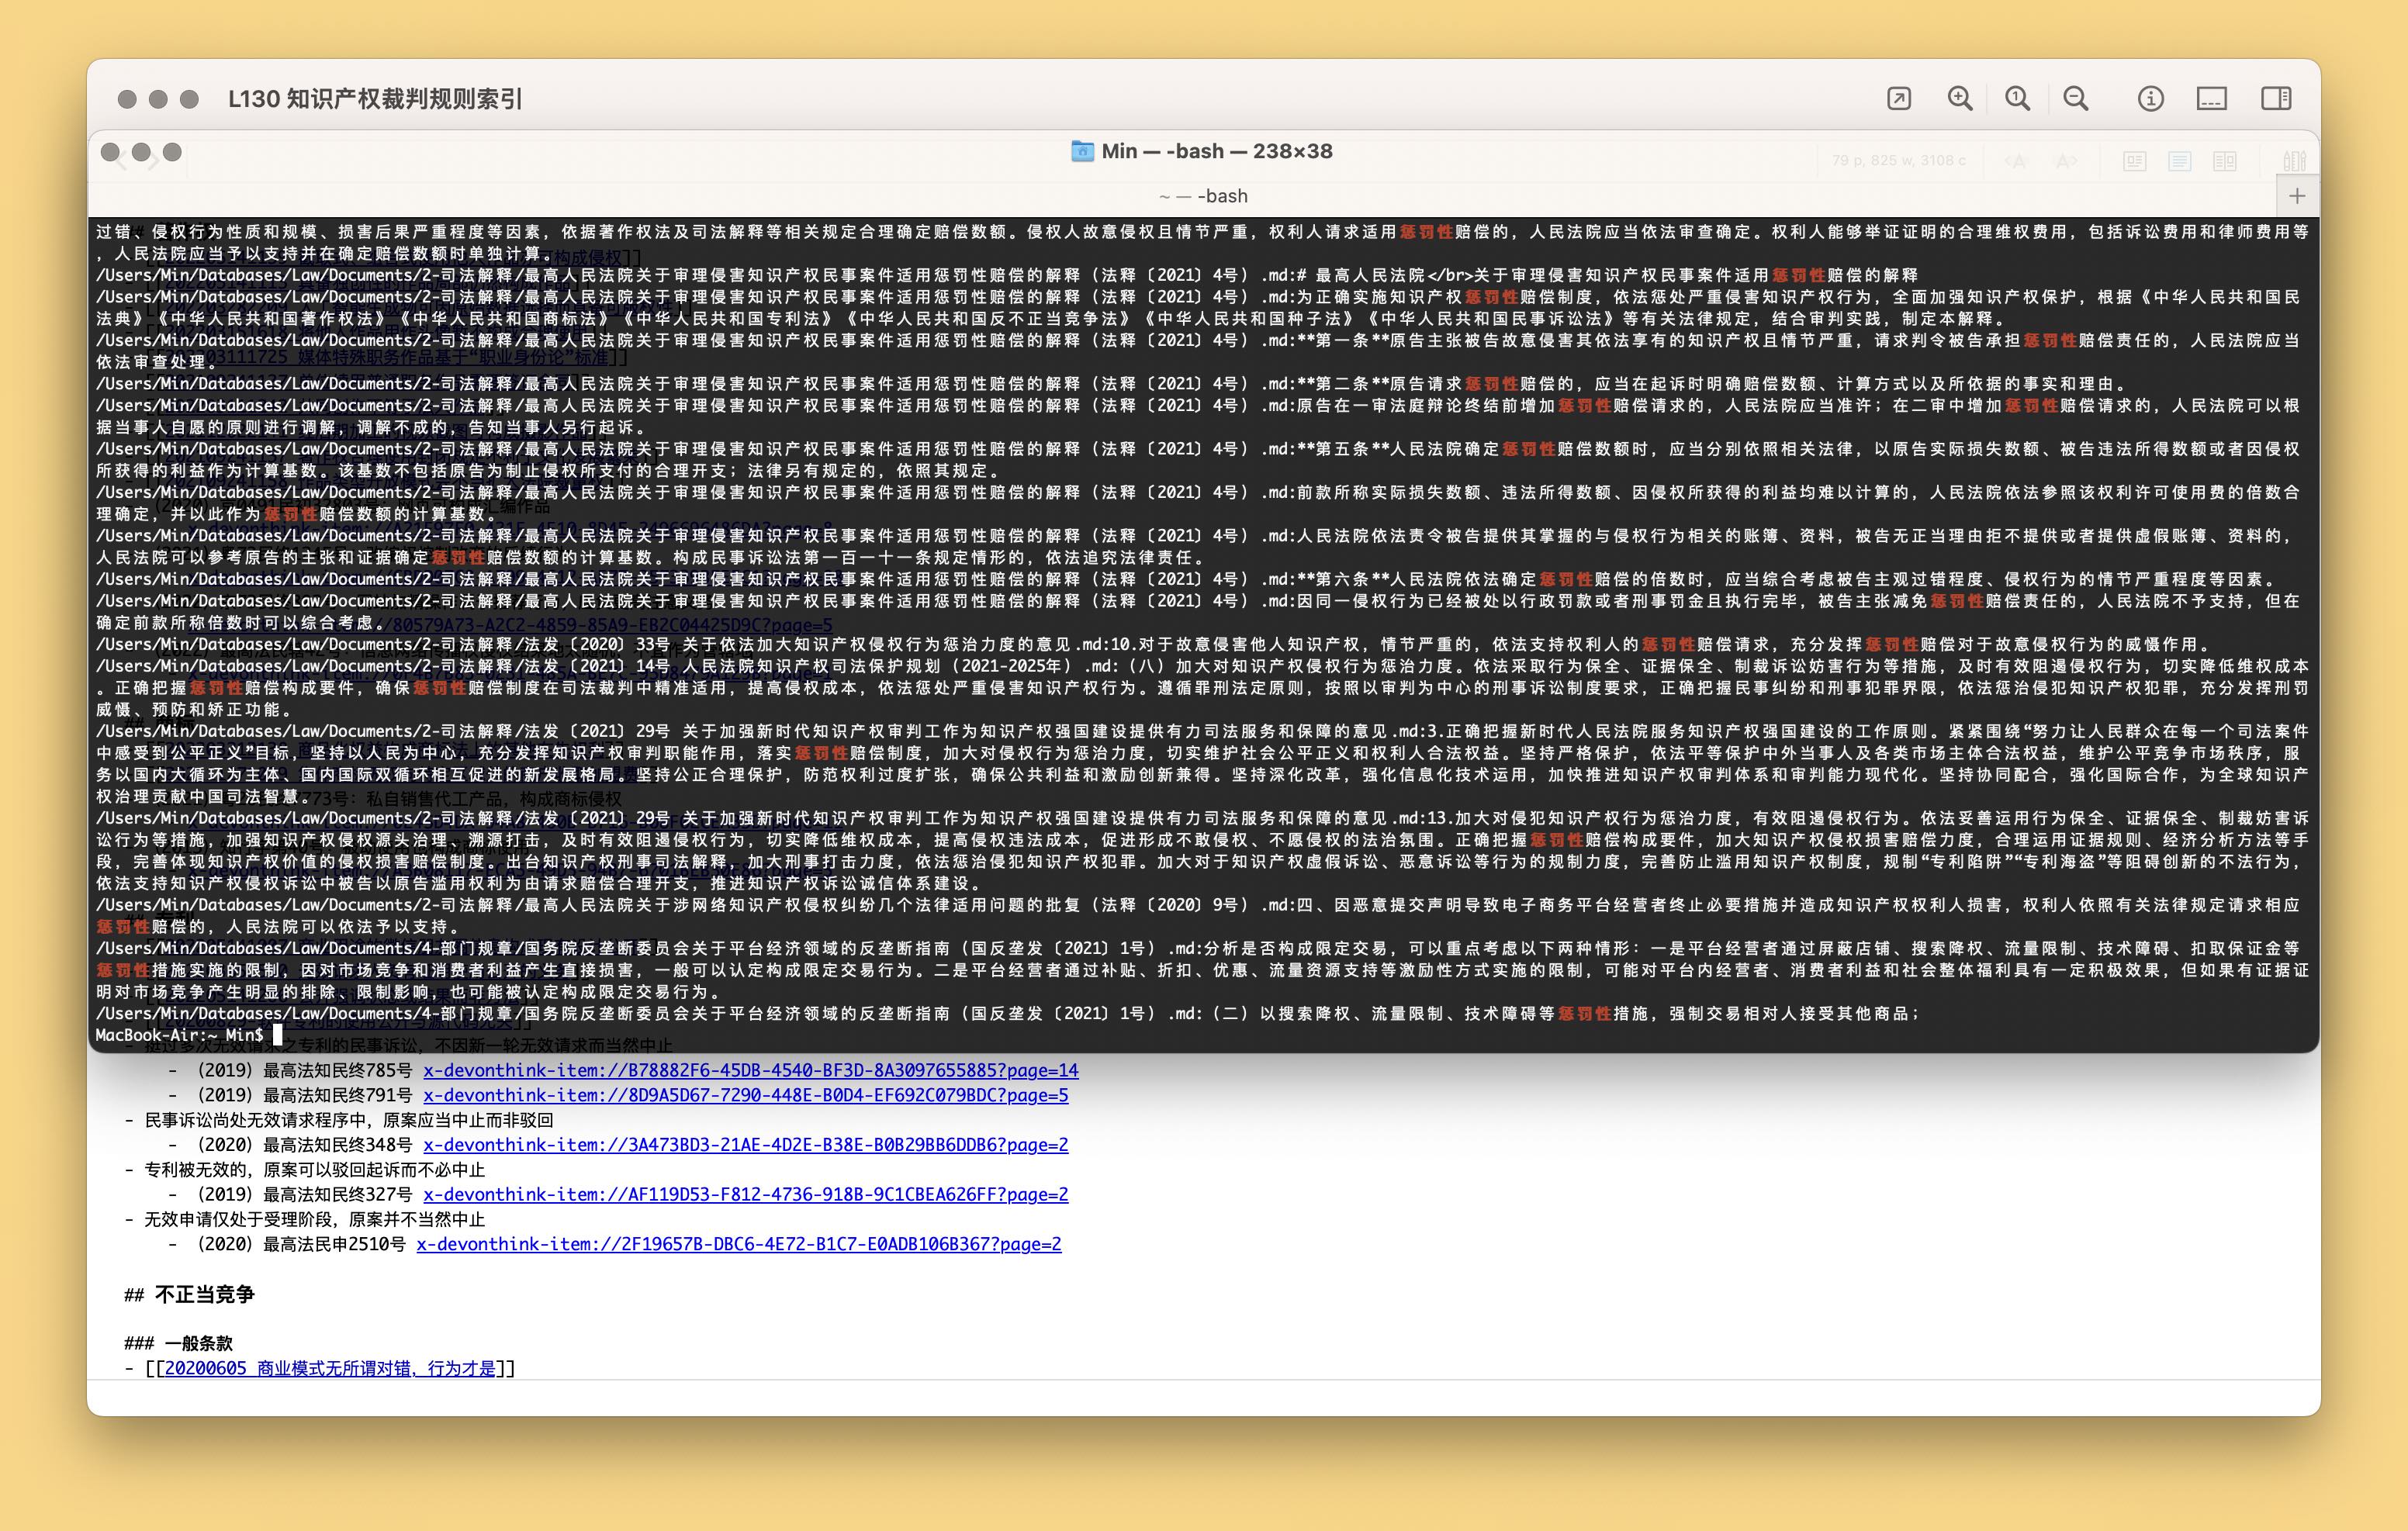 L130 知识产权裁判规则索引
Min — -bash — 238×38
79 p, 825 w, 3108 c
~ — -bash
过错、侵权行为性质和规模、损害后果严重程度等因素，依据著作权法及司法解释等相关规定合理确定赔偿数额。侵权人故意侵权且情节严重，权利人请求适用惩罚性赔偿的，人民法院应当依法审查确定。权利人能够举证证明的合理维权费用，包括诉讼费用和律师费用等
，人民法院应当予以支持并在确定赔偿数额时单独计算。
/Users/Min/Databases/Law/Documents/2-司法解释/最高人民法院关于审理侵害知识产权民事案件适用惩罚性赔偿的解释（法释〔2021〕4号）.md:# 最高人民法院</br>关于审理侵害知识产权民事案件适用惩罚性赔偿的解释
/Users/Min/Databases/Law/Documents/2-司法解释/最高人民法院关于审理侵害知识产权民事案件适用惩罚性赔偿的解释（法释〔2021〕4号）.md:为正确实施知识产权惩罚性赔偿制度，依法惩处严重侵害知识产权行为，全面加强知识产权保护，根据《中华人民共和国民
法典》《中华人民共和国著作权法》《中华人民共和国商标法》《中华人民共和国专利法》《中华人民共和国反不正当竞争法》《中华人民共和国种子法》《中华人民共和国民事诉讼法》等有关法律规定，结合审判实践，制定本解释。
/Users/Min/Databases/Law/Documents/2-司法解释/最高人民法院关于审理侵害知识产权民事案件适用惩罚性赔偿的解释（法释〔2021〕4号）.md:**第一条**原告主张被告故意侵害其依法享有的知识产权且情节严重，请求判令被告承担惩罚性赔偿责任的，人民法院应当
依法审查处理。
/Users/Min/Databases/Law/Documents/2-司法解释/最高人民法院关于审理侵害知识产权民事案件适用惩罚性赔偿的解释（法释〔2021〕4号）.md:**第二条**原告请求惩罚性赔偿的，应当在起诉时明确赔偿数额、计算方式以及所依据的事实和理由。
/Users/Min/Databases/Law/Documents/2-司法解释/最高人民法院关于审理侵害知识产权民事案件适用惩罚性赔偿的解释（法释〔2021〕4号）.md:原告在一审法庭辩论终结前增加惩罚性赔偿请求的，人民法院应当准许；在二审中增加惩罚性赔偿请求的，人民法院可以根
据当事人自愿的原则进行调解，调解不成的，告知当事人另行起诉。
/Users/Min/Databases/Law/Documents/2-司法解释/最高人民法院关于审理侵害知识产权民事案件适用惩罚性赔偿的解释（法释〔2021〕4号）.md:**第五条**人民法院确定惩罚性赔偿数额时，应当分别依照相关法律，以原告实际损失数额、被告违法所得数额或者因侵权
所获得的利益作为计算基数。该基数不包括原告为制止侵权所支付的合理开支；法律另有规定的，依照其规定。
/Users/Min/Databases/Law/Documents/2-司法解释/最高人民法院关于审理侵害知识产权民事案件适用惩罚性赔偿的解释（法释〔2021〕4号）.md:前款所称实际损失数额、违法所得数额、因侵权所获得的利益均难以计算的，人民法院依法参照该权利许可使用费的倍数合
理确定，并以此作为惩罚性赔偿数额的计算基数。
/Users/Min/Databases/Law/Documents/2-司法解释/最高人民法院关于审理侵害知识产权民事案件适用惩罚性赔偿的解释（法释〔2021〕4号）.md:人民法院依法责令被告提供其掌握的与侵权行为相关的账簿、资料，被告无正当理由拒不提供或者提供虚假账簿、资料的，
人民法院可以参考原告的主张和证据确定惩罚性赔偿数额的计算基数。构成民事诉讼法第一百一十一条规定情形的，依法追究法律责任。
/Users/Min/Databases/Law/Documents/2-司法解释/最高人民法院关于审理侵害知识产权民事案件适用惩罚性赔偿的解释（法释〔2021〕4号）.md:**第六条**人民法院依法确定惩罚性赔偿的倍数时，应当综合考虑被告主观过错程度、侵权行为的情节严重程度等因素。
/Users/Min/Databases/Law/Documents/2-司法解释/最高人民法院关于审理侵害知识产权民事案件适用惩罚性赔偿的解释（法释〔2021〕4号）.md:因同一侵权行为已经被处以行政罚款或者刑事罚金且执行完毕，被告主张减免惩罚性赔偿责任的，人民法院不予支持，但在
确定前款所称倍数时可以综合考虑。
/Users/Min/Databases/Law/Documents/2-司法解释/法发〔2020〕33号 关于依法加大知识产权侵权行为惩治力度的意见.md:10.对于故意侵害他人知识产权，情节严重的，依法支持权利人的惩罚性赔偿请求，充分发挥惩罚性赔偿对于故意侵权行为的威慑作用。
/Users/Min/Databases/Law/Documents/2-司法解释/法发〔2021〕14号 人民法院知识产权司法保护规划（2021-2025年）.md:（八）加大对知识产权侵权行为惩治力度。依法采取行为保全、证据保全、制裁诉讼妨害行为等措施，及时有效阻遏侵权行为，切实降低维权成本
。正确把握惩罚性赔偿构成要件，确保惩罚性赔偿制度在司法裁判中精准适用，提高侵权成本，依法惩处严重侵害知识产权行为。遵循罪刑法定原则，按照以审判为中心的刑事诉讼制度要求，正确把握民事纠纷和刑事犯罪界限，依法惩治侵犯知识产权犯罪，充分发挥刑罚
威慑、预防和矫正功能。
/Users/Min/Databases/Law/Documents/2-司法解释/法发〔2021〕29号 关于加强新时代知识产权审判工作为知识产权强国建设提供有力司法服务和保障的意见.md:3.正确把握新时代人民法院服务知识产权强国建设的工作原则。紧紧围绕“努力让人民群众在每一个司法案件
中感受到公平正义”目标，坚持以人民为中心，充分发挥知识产权审判职能作用，落实惩罚性赔偿制度，加大对侵权行为惩治力度，切实维护社会公平正义和权利人合法权益。坚持严格保护，依法平等保护中外当事人及各类市场主体合法权益，维护公平竞争市场秩序，服
务以国内大循环为主体、国内国际双循环相互促进的新发展格局。坚持公正合理保护，防范权利过度扩张，确保公共利益和激励创新兼得。坚持深化改革，强化信息化技术运用，加快推进知识产权审判体系和审判能力现代化。坚持协同配合，强化国际合作，为全球知识产
权治理贡献中国司法智慧。
/Users/Min/Databases/Law/Documents/2-司法解释/法发〔2021〕29号 关于加强新时代知识产权审判工作为知识产权强国建设提供有力司法服务和保障的意见.md:13.加大对侵犯知识产权行为惩治力度，有效阻遏侵权行为。依法妥善运用行为保全、证据保全、制裁妨害诉
讼行为等措施，加强知识产权侵权源头治理、溯源打击，及时有效阻遏侵权行为，切实降低维权成本，提高侵权违法成本，促进形成不敢侵权、不愿侵权的法治氛围。正确把握惩罚性赔偿构成要件，加大知识产权侵权损害赔偿力度，合理运用证据规则、经济分析方法等手
段，完善体现知识产权价值的侵权损害赔偿制度。出台知识产权刑事司法解释，加大刑事打击力度，依法惩治侵犯知识产权犯罪。加大对于知识产权虚假诉讼、恶意诉讼等行为的规制力度，完善防止滥用知识产权制度，规制“专利陷阱”“专利海盗”等阻碍创新的不法行为，
依法支持知识产权侵权诉讼中被告以原告滥用权利为由请求赔偿合理开支，推进知识产权诉讼诚信体系建设。
/Users/Min/Databases/Law/Documents/2-司法解释/最高人民法院关于涉网络知识产权侵权纠纷几个法律适用问题的批复（法释〔2020〕9号）.md:四、因恶意提交声明导致电子商务平台经营者终止必要措施并造成知识产权权利人损害，权利人依照有关法律规定请求相应
惩罚性赔偿的，人民法院可以依法予以支持。
/Users/Min/Databases/Law/Documents/4-部门规章/国务院反垄断委员会关于平台经济领域的反垄断指南（国反垄发〔2021〕1号）.md:分析是否构成限定交易，可以重点考虑以下两种情形：一是平台经营者通过屏蔽店铺、搜索降权、流量限制、技术障碍、扣取保证金等
惩罚性措施实施的限制，因对市场竞争和消费者利益产生直接损害，一般可以认定构成限定交易行为。二是平台经营者通过补贴、折扣、优惠、流量资源支持等激励性方式实施的限制，可能对平台内经营者、消费者利益和社会整体福利具有一定积极效果，但如果有证据证
明对市场竞争产生明显的排除、限制影响，也可能被认定构成限定交易行为。
/Users/Min/Databases/Law/Documents/4-部门规章/国务院反垄断委员会关于平台经济领域的反垄断指南（国反垄发〔2021〕1号）.md:（二）以搜索降权、流量限制、技术障碍等惩罚性措施，强制交易相对人接受其他商品；
MacBook-Air:~ Min$
- （2019）最高法知民终785号 x-devonthink-item://B78882F6-45DB-4540-BF3D-8A3097655885?page=14
- （2019）最高法知民终791号 x-devonthink-item://8D9A5D67-7290-448E-B0D4-EF692C079BDC?page=5
- 民事诉讼尚处无效请求程序中，原案应当中止而非驳回
- （2020）最高法知民终348号 x-devonthink-item://3A473BD3-21AE-4D2E-B38E-B0B29BB6DDB6?page=2
- 专利被无效的，原案可以驳回起诉而不必中止
- （2019）最高法知民终327号 x-devonthink-item://AF119D53-F812-4736-918B-9C1CBEA626FF?page=2
- 无效申请仅处于受理阶段，原案并不当然中止
- （2020）最高法民申2510号 x-devonthink-item://2F19657B-DBC6-4E72-B1C7-E0ADB106B367?page=2
## 不正当竞争
### 一般条款
- [[20200605 商业模式无所谓对错，行为才是]]